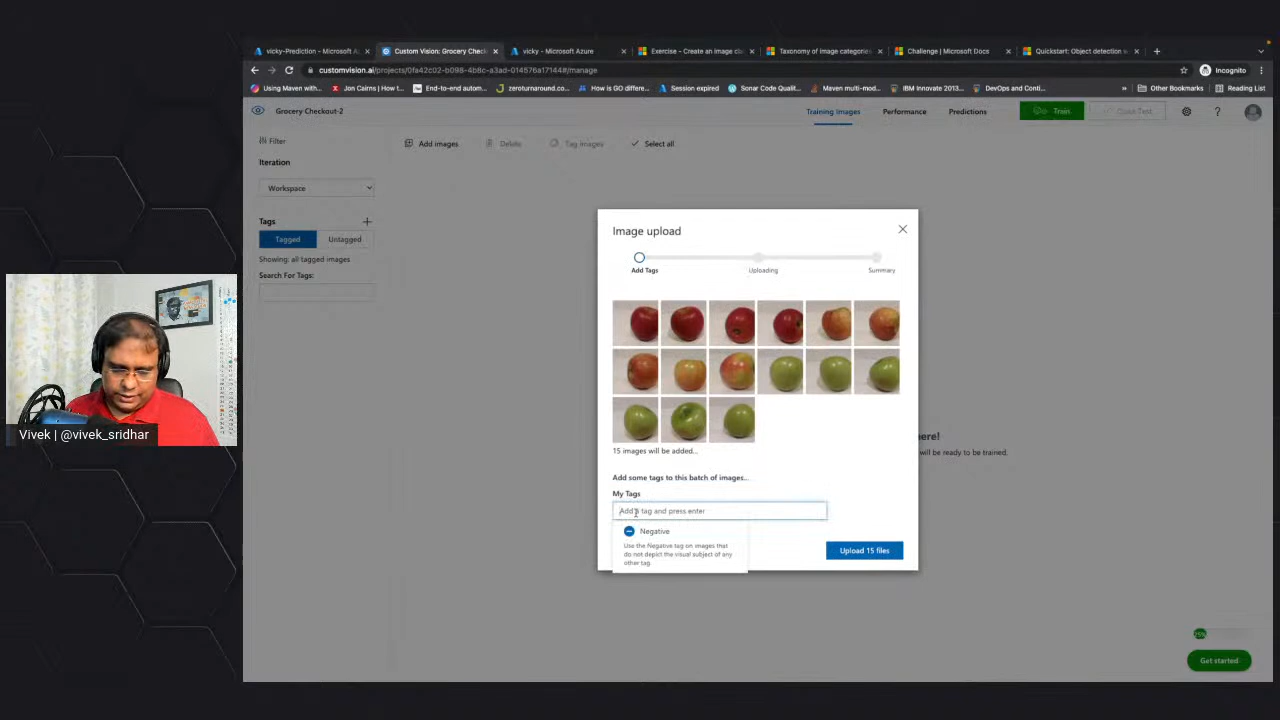 vicky-Prediction - Microsoft A
Custom Vision: Grocery Check
vicky - Microsoft Azure
Exercise - Create an image cla
Taxonomy of image categories
Challenge | Microsoft Docs
Quickstart: Object detection w
customvision.ai/projects/0fa42c02-b098-4b8c-a3ad-014576a17144#/manage
Incognito
Using Maven with...
Jon Cairns | How t...
End-to-end autom...
zeroturnaround.co...
How is GO differe...
Session expired
Sonar Code Qualit...
Maven multi-mod...
IBM Innovate 2013...
DevOps and Conti...
Other Bookmarks
Reading List
Grocery Checkout-2
Training Images
Performance
Predictions
Train
Quick Test
Filter
Add images
Delete
Tag images
Select all
Iteration
Workspace
Tags
Tagged
Untagged
Showing: all tagged images
Search For Tags:
Image upload
Add Tags
Uploading
Summary
15 images will be added...
Add some tags to this batch of images...
My Tags
Add a tag and press enter
Negative
Use the Negative tag on images that
do not depict the visual subject of any
other tag.
Upload 15 files
here!
will be ready to be trained.
Vivek | @vivek_sridhar
25%
Get started